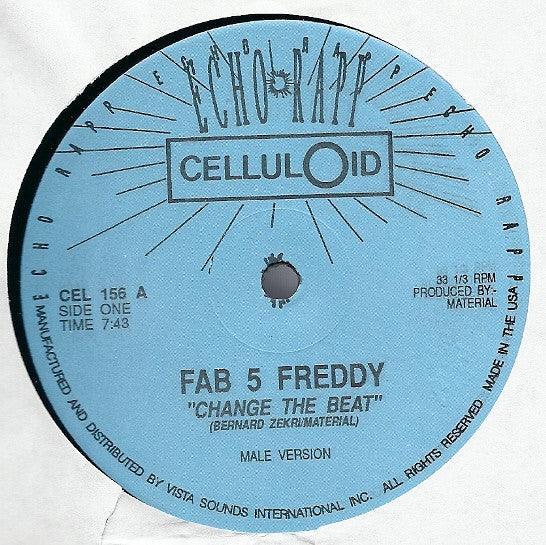 ECHO RAPP ECHO RAPP ECHO RAPP
ECHO RAPP
CELLULOID
CEL 156 A
SIDE ONE
TIME 7:43
33 1/3 RPM
PRODUCED BY:-
MATERIAL
FAB 5 FREDDY
"CHANGE THE BEAT"
(BERNARD ZEKRI/MATERIAL)
MALE VERSION
MANUFACTURED AND DISTRIBUTED BY VISTA SOUNDS INTERNATIONAL INC. ALL RIGHTS RESERVED MADE IN THE USA